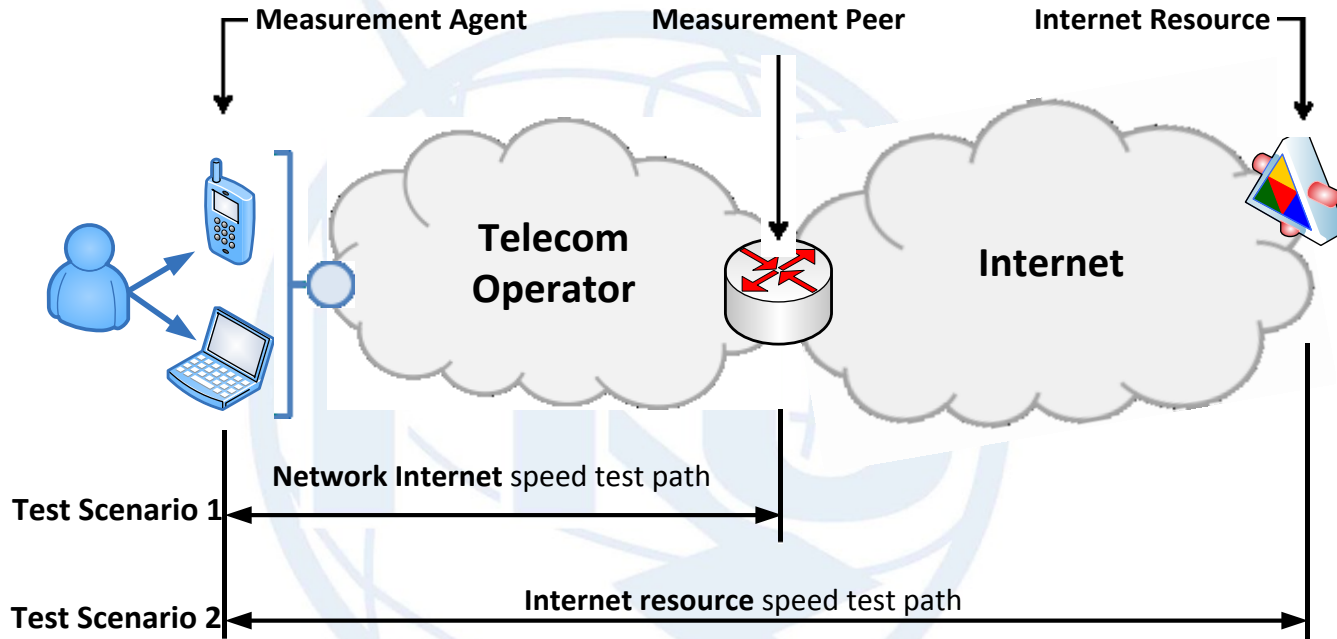 Measurement Agent
Measurement Peer
Internet Resource
Telecom
Operator
Internet
Network Internet speed test path
Test Scenario 1
Internet resource speed test path
Test Scenario 2